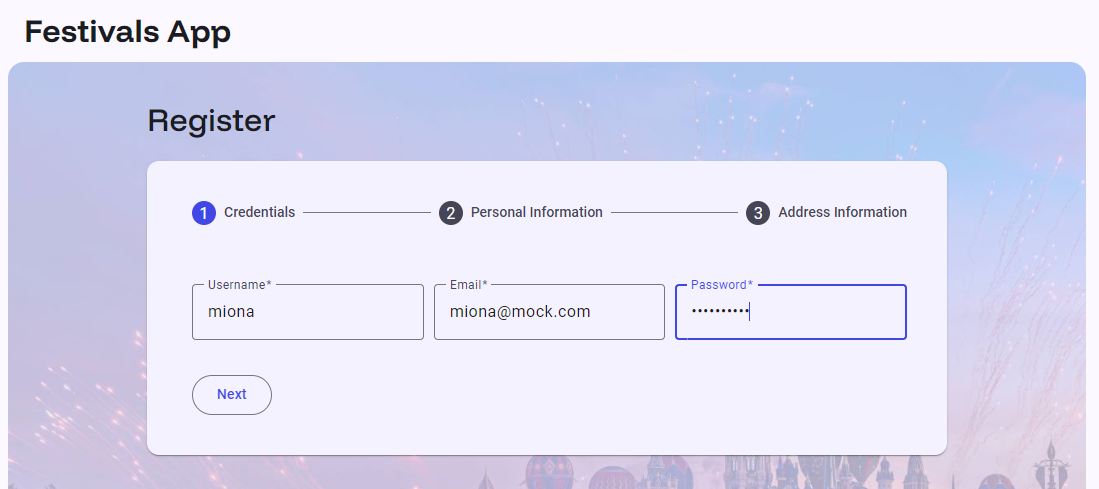 Festivals App
Register
1 Credentials 2 Personal Information 3 Address Information
Username* Email* Password*
miona miona@mock.com ••••••••••
Next